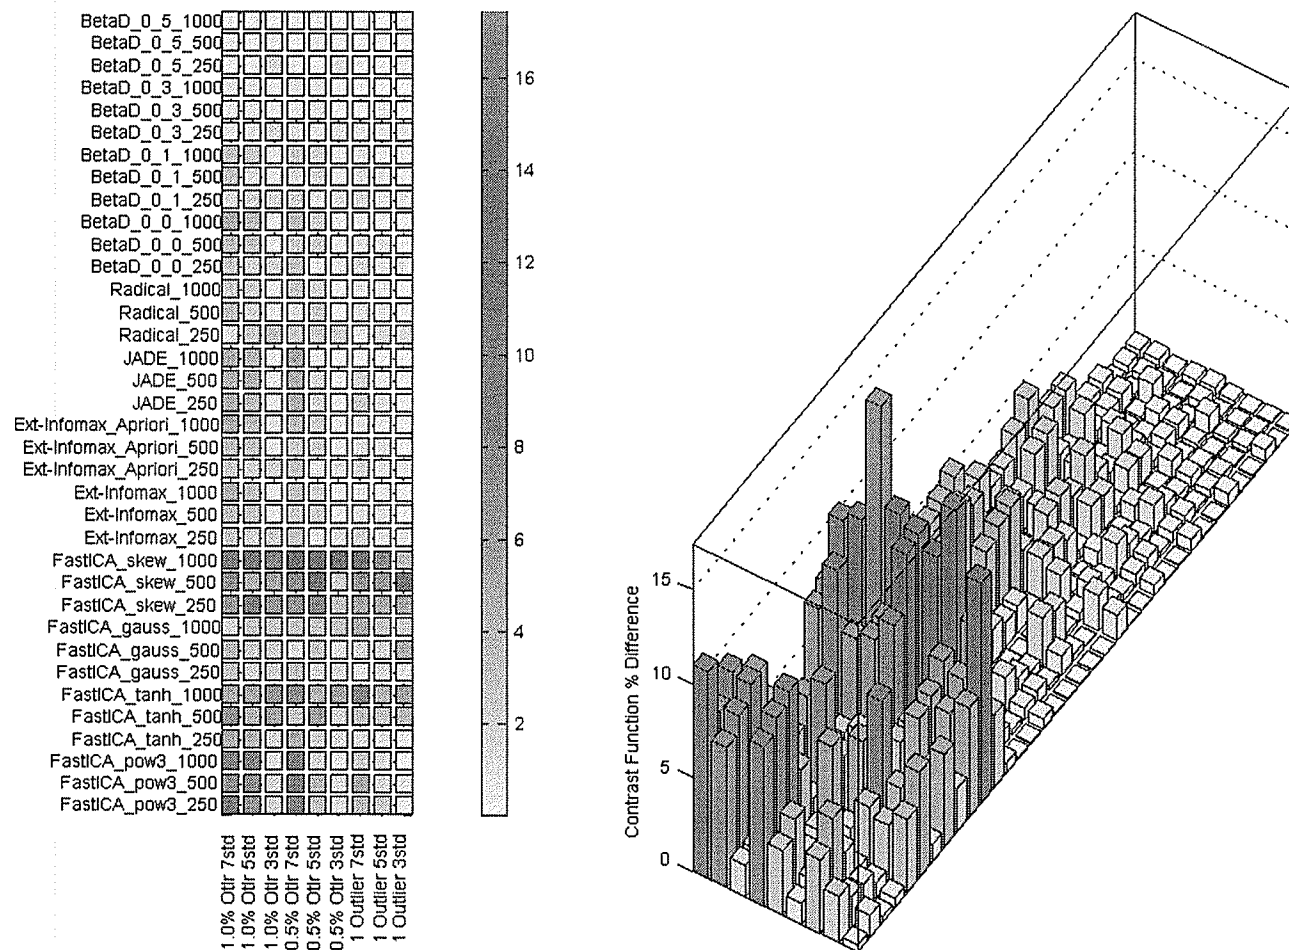 BetaD_0_5_1000
BetaD_0_5_500
BetaD_0_5_250
BetaD_0_3_1000
BetaD_0_3_500
BetaD_0_3_250
BetaD_0_1_1000
BetaD_0_1_500
BetaD_0_1_250
BetaD_0_0_1000
BetaD_0_0_500
BetaD_0_0_250
Radical_1000
Radical_500
Radical_250
JADE_1000
JADE_500
JADE_250
Ext-Infomax_Apriori_1000
Ext-Infomax_Apriori_500
Ext-Infomax_Apriori_250
Ext-Infomax_1000
Ext-Infomax_500
Ext-Infomax_250
FastICA_skew_1000
FastICA_skew_500
FastICA_skew_250
FastICA_gauss_1000
FastICA_gauss_500
FastICA_gauss_250
FastICA_tanh_1000
FastICA_tanh_500
FastICA_tanh_250
FastICA_pow3_1000
FastICA_pow3_500
FastICA_pow3_250
1.0% Otlr 7std
1.0% Otlr 5std
1.0% Otlr 3std
0.5% Otlr 7std
0.5% Otlr 5std
0.5% Otlr 3std
1 Outlier 7std
1 Outlier 5std
1 Outlier 3std
16
14
12
10
8
6
4
2
Contrast Function % Difference
15
10
5
0